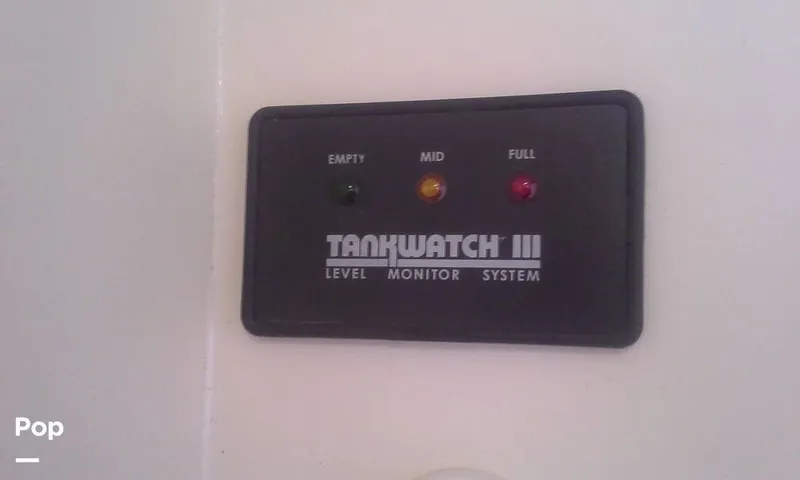 EMPTY MID FULL
TANKWATCH III
LEVEL MONITOR SYSTEM
Pop